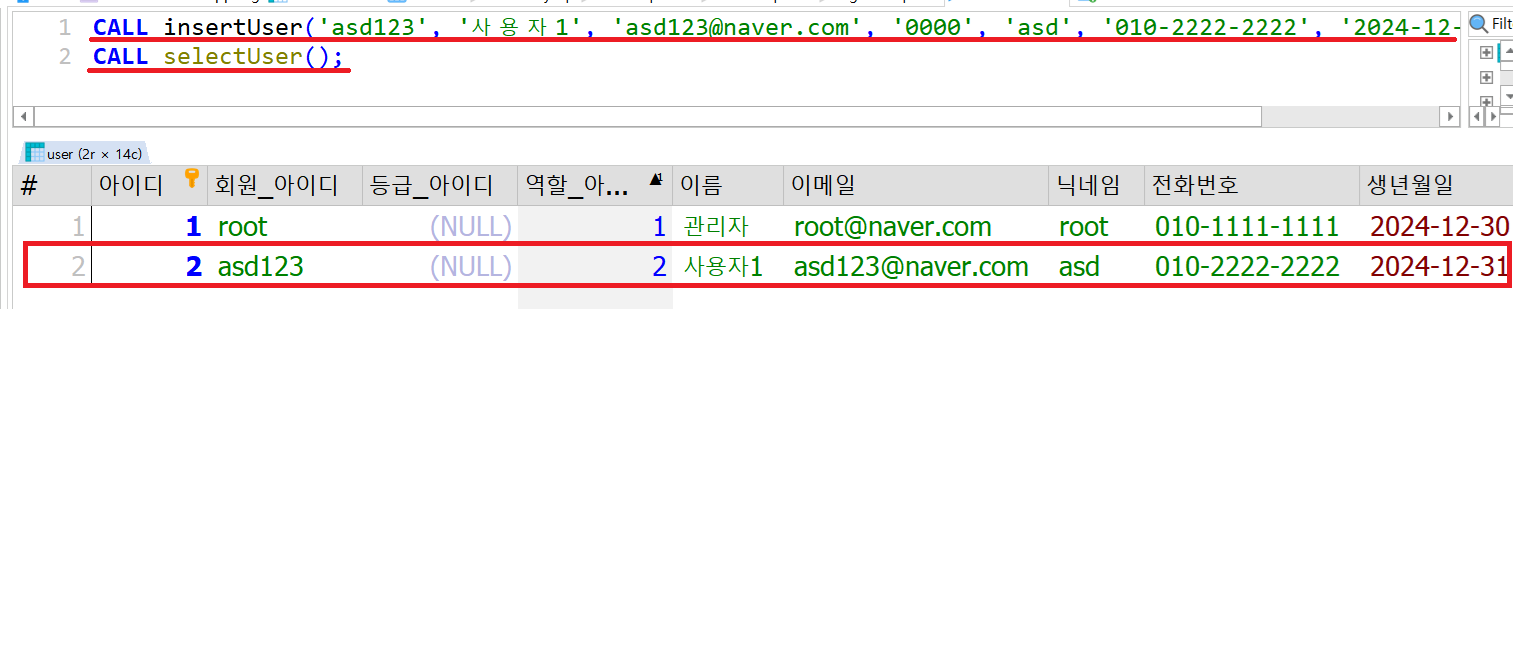 1 CALL insertUser('asd123', '사용자1', 'asd123@naver.com', '0000', 'asd', '010-2222-2222', '2024-12-
2 CALL selectUser();
user (2r × 14c)
# 아이디 회원_아이디 등급_아이디 역할_아... 이름 이메일 닉네임 전화번호 생년월일
1 1 root (NULL) 1 관리자 root@naver.com root 010-1111-1111 2024-12-30
2 2 asd123 (NULL) 2 사용자1 asd123@naver.com asd 010-2222-2222 2024-12-31